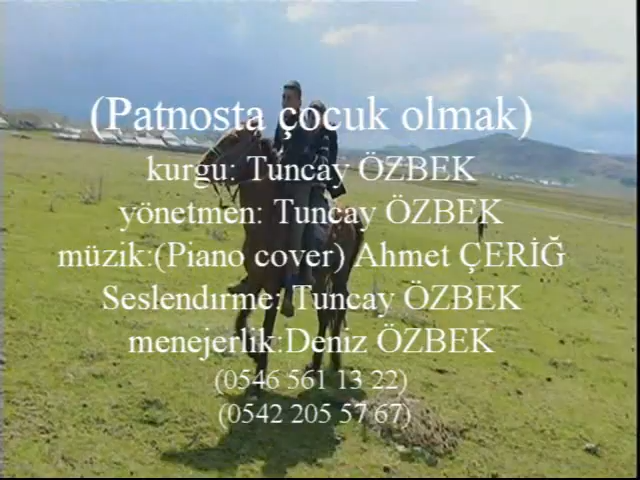 (Patnosta çocuk olmak)
kurgu: Tuncay ÖZBEK
yönetmen: Tuncay ÖZBEK
müzik:(Piano cover) Ahmet ÇERİĞ
Seslendırme: Tuncay ÖZBEK
menejerlik:Deniz ÖZBEK
(0546 561 13 22)
(0542 205 57 67)